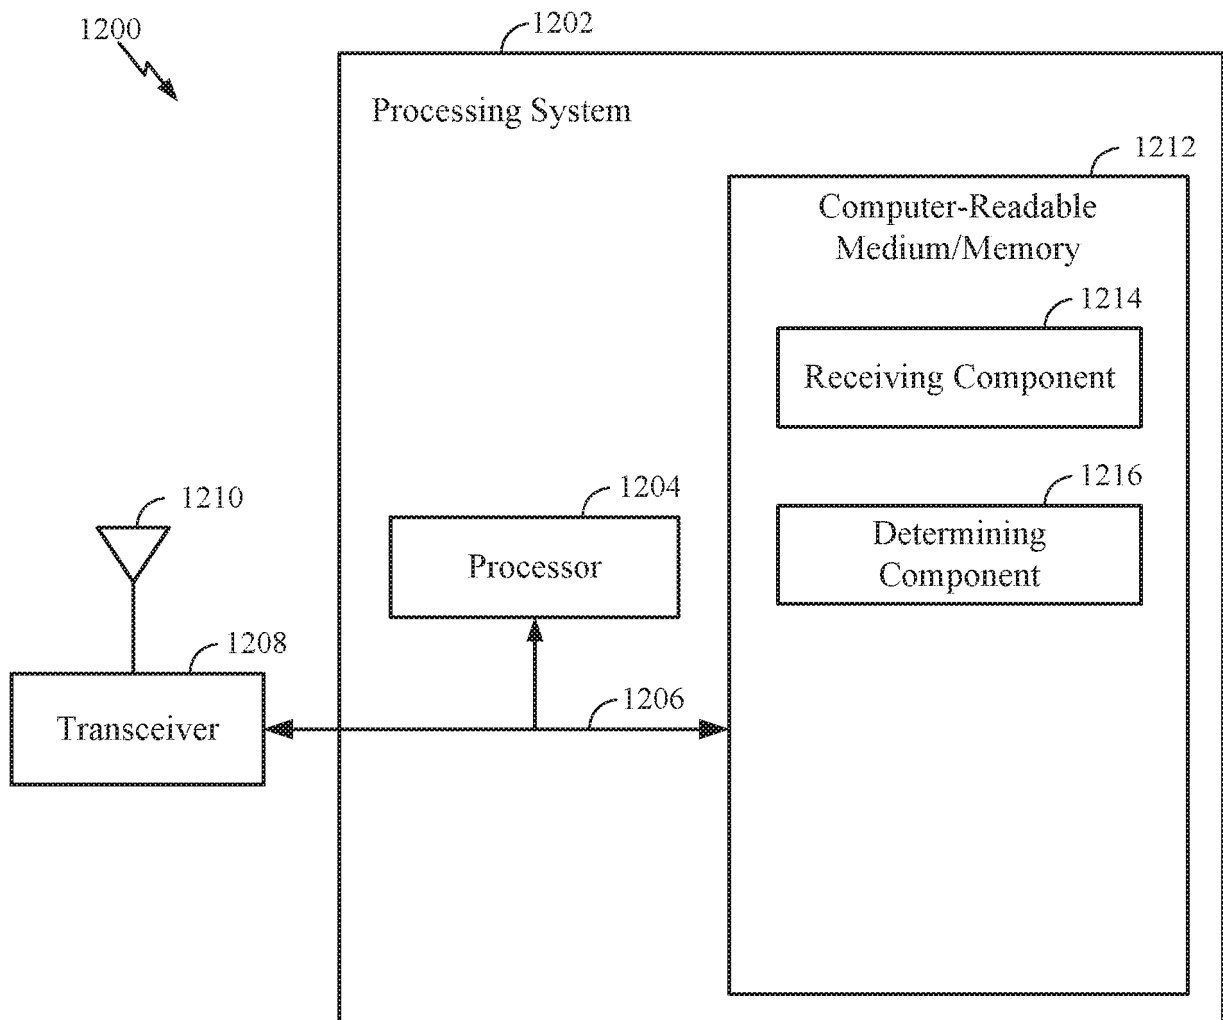 1200
1202
Processing System
1212
Computer-Readable
Medium/Memory
1214
Receiving Component
1216
Determining
Component
1204
Processor
1210
1208
Transceiver
1206